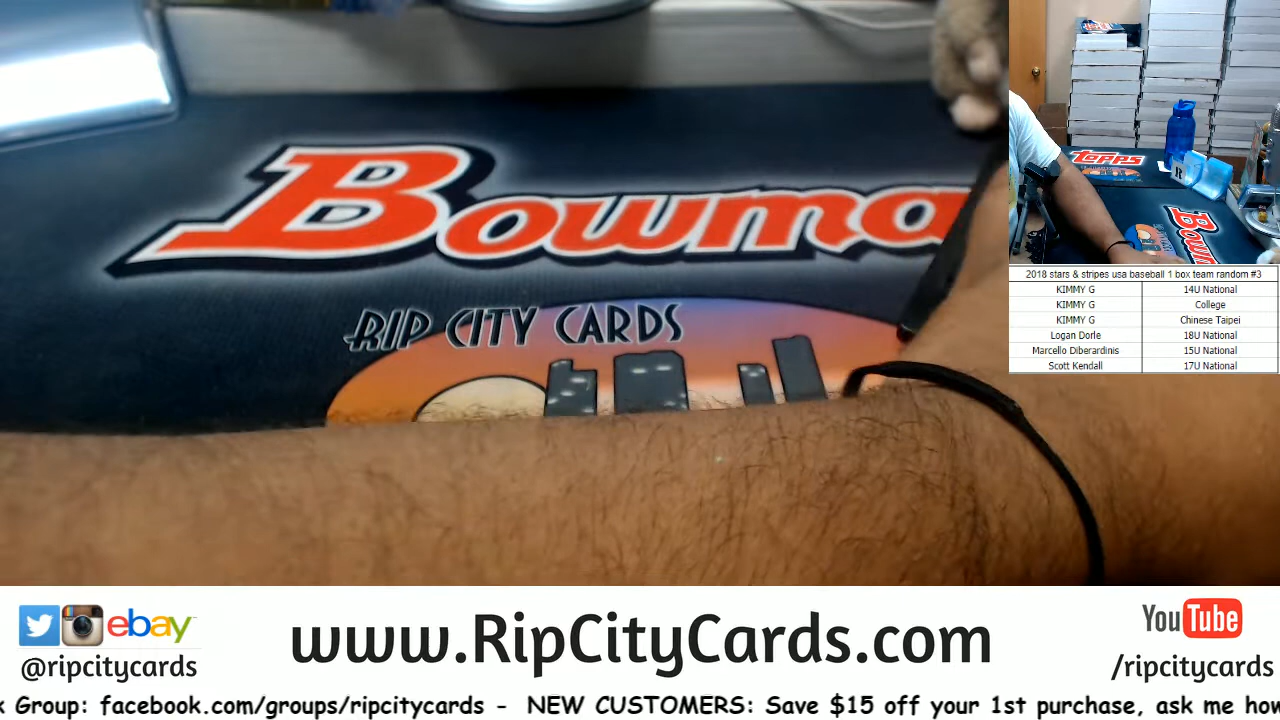 Bowma
RIP CITY CARDS
Topps
R
Bown
2018 stars & stripes usa baseball 1 box team random #3
KIMMY G 14U National
KIMMY G College
KIMMY G Chinese Taipei
Logan Dorle 18U National
Marcello Diberardinis 15U National
Scott Kendall 17U National
ebay
@ripcitycards
www.RipCityCards.com
YouTube
/ripcitycards
k Group: facebook.com/groups/ripcitycards - NEW CUSTOMERS: Save $15 off your 1st purchase, ask me how